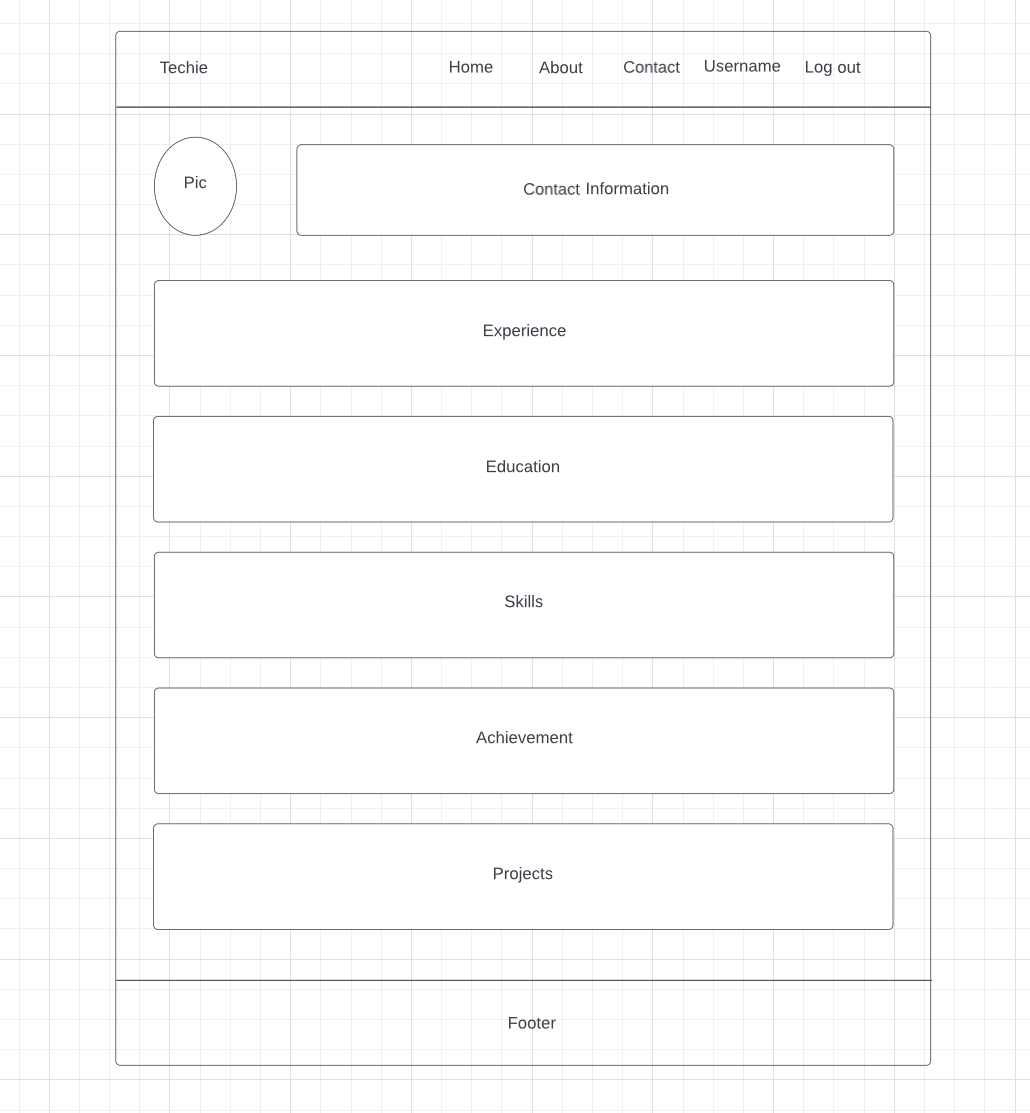 Techie Home About Contact Username Log out
Pic
Contact Information
Experience
Education
Skills
Achievement
Projects
Footer